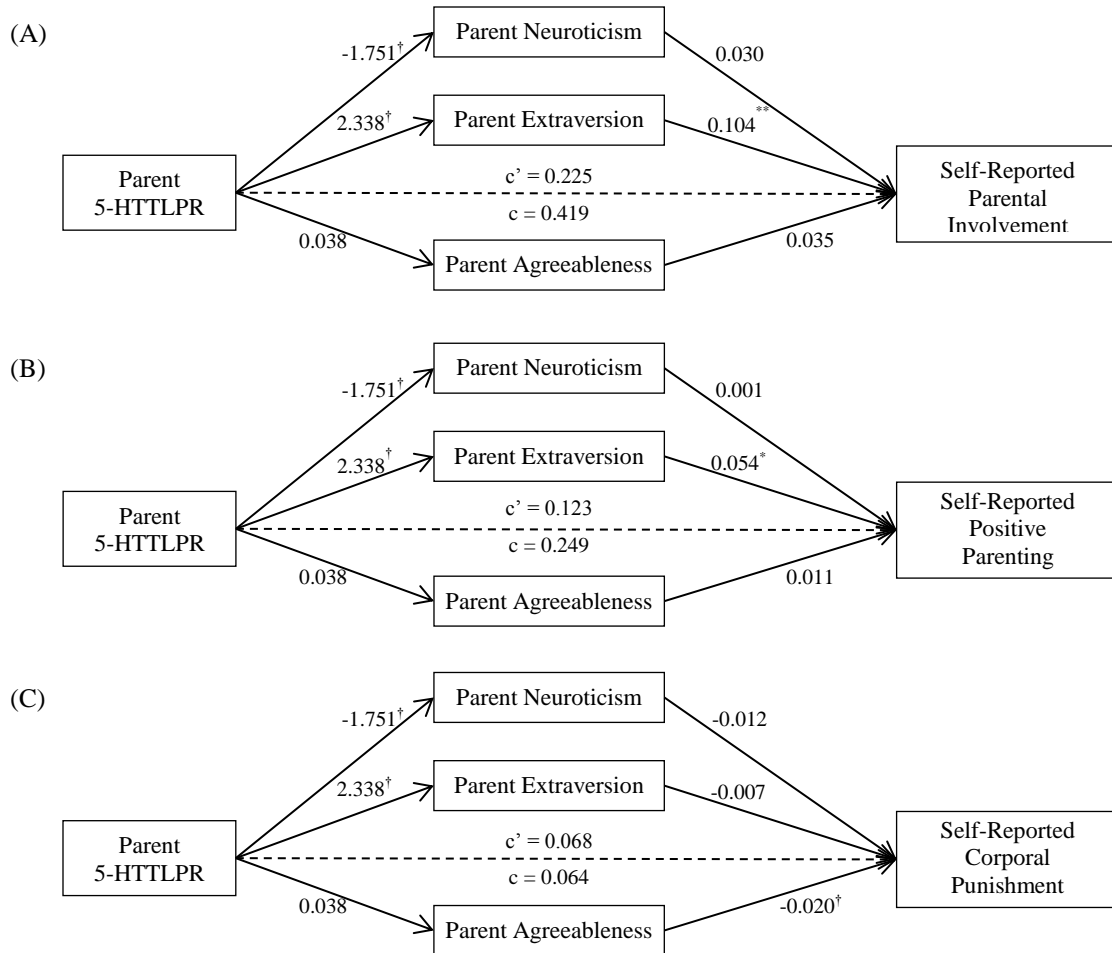 (A)
Parent Neuroticism
-1.751†
0.030
Parent Extraversion
2.338†
0.104**
Parent
5-HTTLPR
c’ = 0.225
c = 0.419
Self-Reported
Parental
Involvement
0.038
0.035
Parent Agreeableness
(B)
Parent Neuroticism
-1.751†
0.001
Parent Extraversion
2.338†
0.054*
Parent
5-HTTLPR
c’ = 0.123
c = 0.249
Self-Reported
Positive
Parenting
0.038
0.011
Parent Agreeableness
(C)
Parent Neuroticism
-1.751†
-0.012
Parent Extraversion
2.338†
-0.007
Parent
5-HTTLPR
c’ = 0.068
c = 0.064
Self-Reported
Corporal
Punishment
0.038
-0.020†
Parent Agreeableness